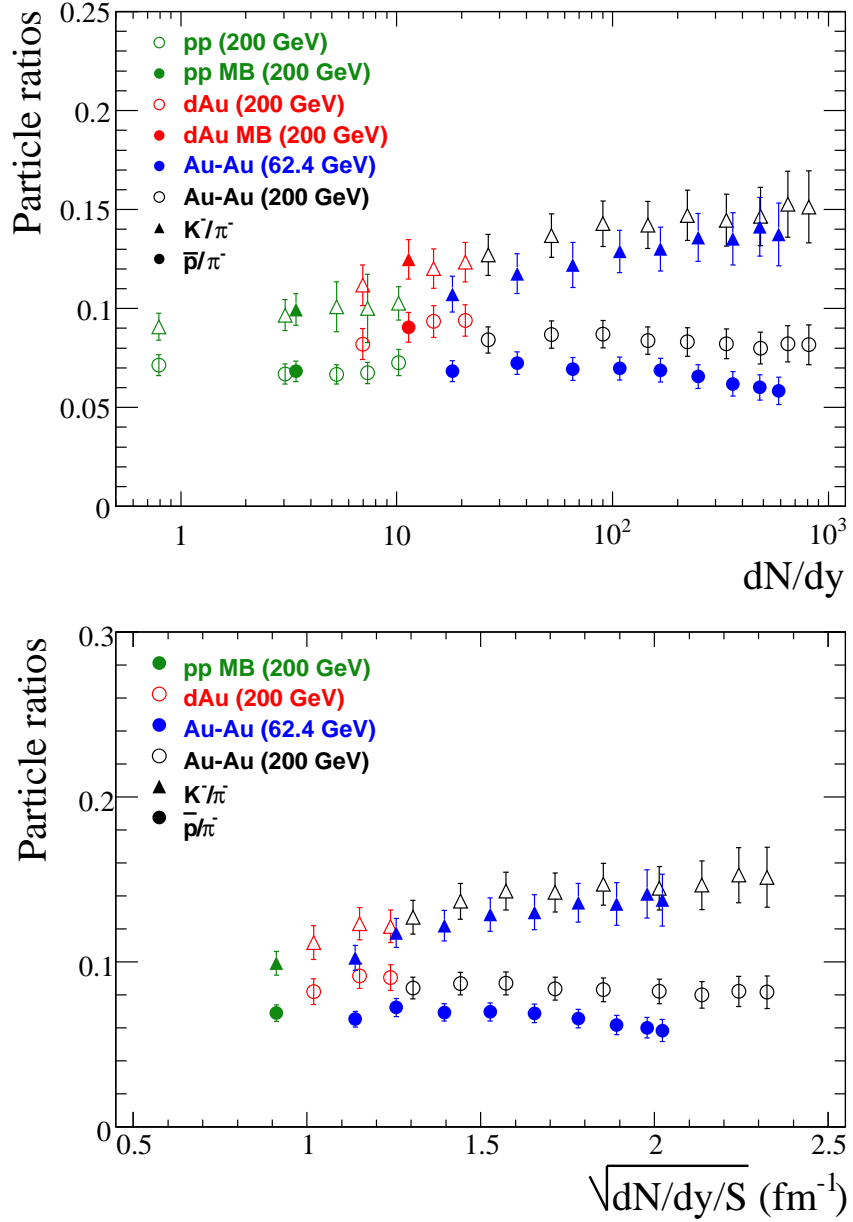 Particle ratios
0.25
0.2
0.15
0.1
0.05
0
pp (200 GeV)
pp MB (200 GeV)
dAu (200 GeV)
dAu MB (200 GeV)
Au-Au (62.4 GeV)
Au-Au (200 GeV)
K⁻/π⁻
p̅/π⁻
1 10 10² 10³
dN/dy
Particle ratios
0.3
0.2
0.1
0
pp MB (200 GeV)
dAu (200 GeV)
Au-Au (62.4 GeV)
Au-Au (200 GeV)
K⁻/π⁻
p̅/π⁻
0.5 1 1.5 2 2.5
√dN/dy/S (fm⁻¹)